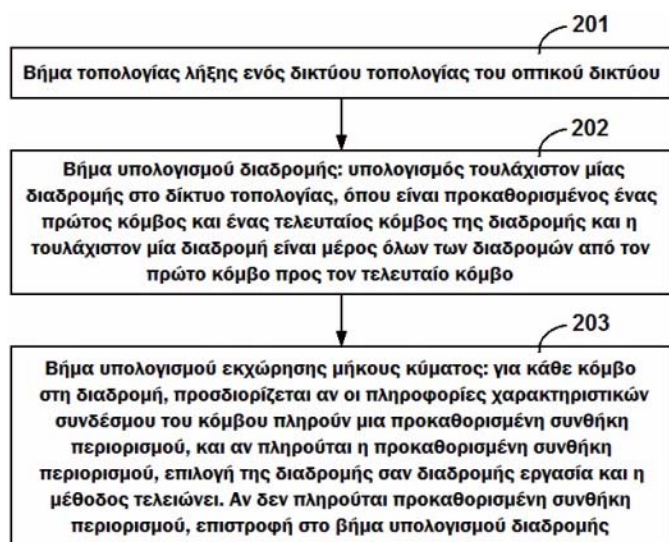 201
Βήμα τοπολογίας λήξης ενός δικτύου τοπολογίας του οπτικού δικτύου
202
Βήμα υπολογισμού διαδρομής: υπολογισμός τουλάχιστον μίας
διαδρομής στο δίκτυο τοπολογίας, όπου είναι προκαθορισμένος ένας
πρώτος κόμβος και ένας τελευταίος κόμβος της διαδρομής και η
τουλάχιστον μία διαδρομή είναι μέρος όλων των διαδρομών από τον
πρώτο κόμβο προς τον τελευταίο κόμβο
203
Βήμα υπολογισμού εκχώρησης μήκους κύματος: για κάθε κόμβο
στη διαδρομή, προσδιορίζεται αν οι πληροφορίες χαρακτηριστικών
συνδέσμου του κόμβου πληρούν μια προκαθορισμένη συνθήκη
περιορισμού, και αν πληρούται η προκαθορισμένη συνθήκη
περιορισμού, επιλογή της διαδρομής σαν διαδρομής εργασία και η
μέθοδος τελειώνει. Αν δεν πληρούται προκαθορισμένη συνθήκη
περιορισμού, επιστροφή στο βήμα υπολογισμού διαδρομής